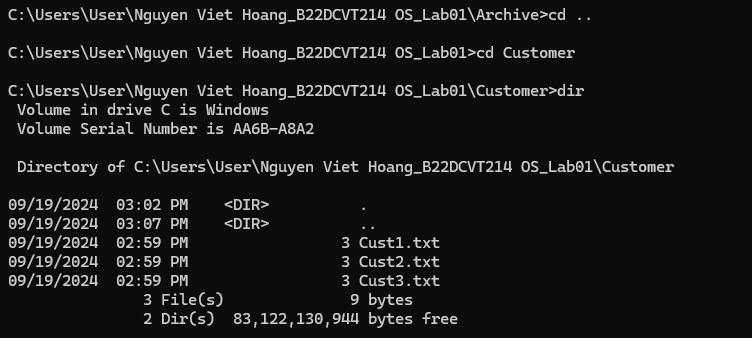 C:\Users\User\Nguyen Viet Hoang_B22DCVT214 OS_Lab01\Archive>cd ..
C:\Users\User\Nguyen Viet Hoang_B22DCVT214 OS_Lab01>cd Customer
C:\Users\User\Nguyen Viet Hoang_B22DCVT214 OS_Lab01\Customer>dir
 Volume in drive C is Windows
 Volume Serial Number is AA6B-A8A2
 Directory of C:\Users\User\Nguyen Viet Hoang_B22DCVT214 OS_Lab01\Customer
09/19/2024  03:02 PM    <DIR>          .
09/19/2024  03:07 PM    <DIR>          ..
09/19/2024  02:59 PM                 3 Cust1.txt
09/19/2024  02:59 PM                 3 Cust2.txt
09/19/2024  02:59 PM                 3 Cust3.txt
               3 File(s)              9 bytes
               2 Dir(s)  83,122,130,944 bytes free